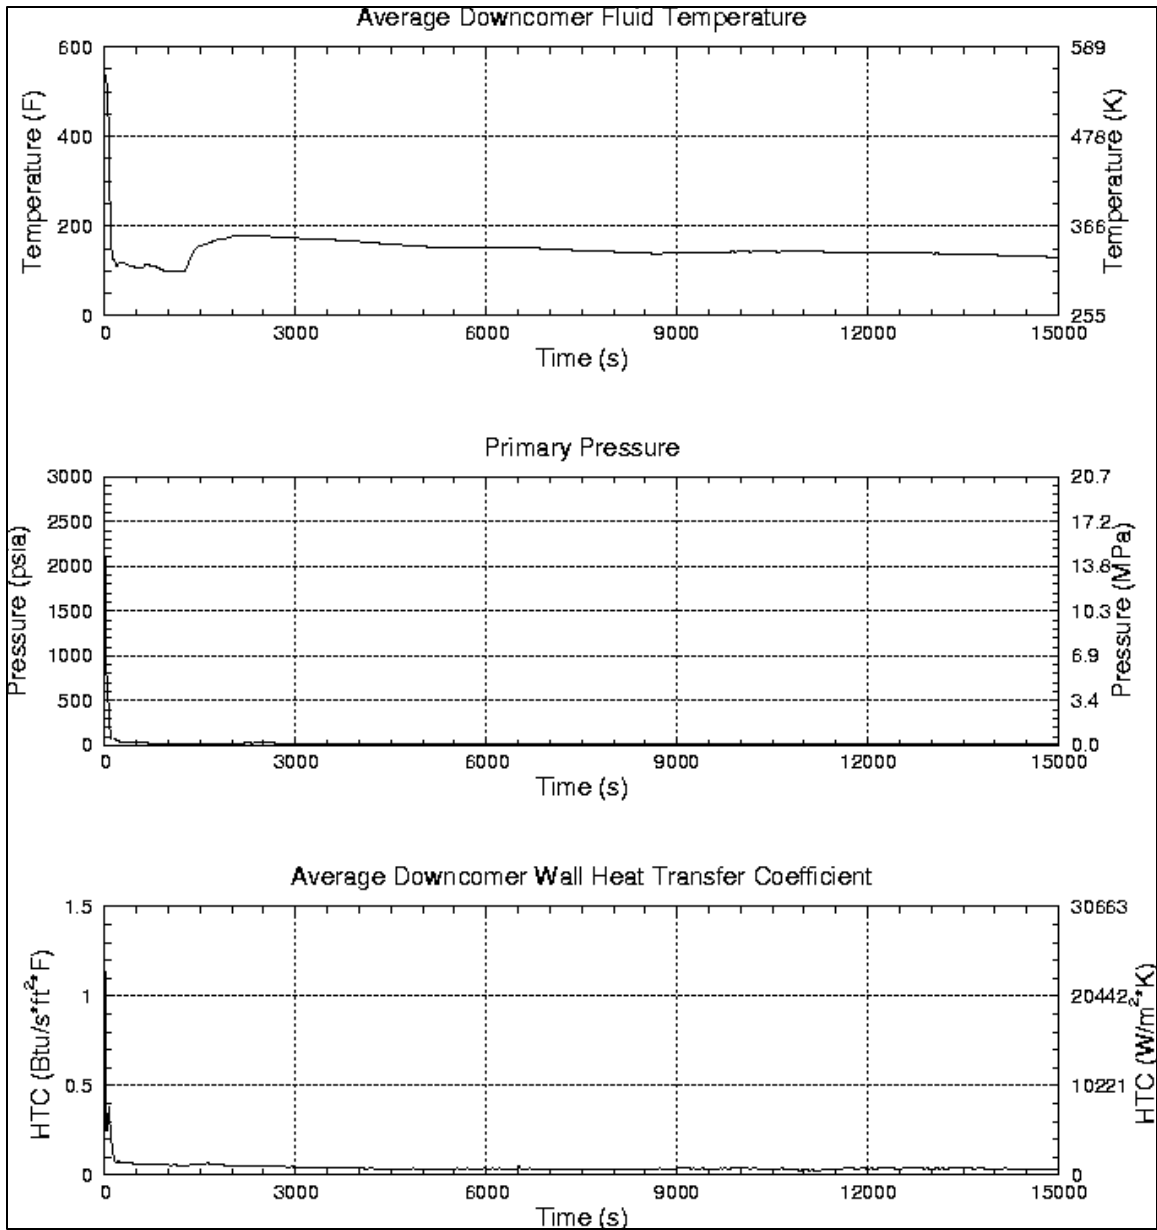 Average Downcomer Fluid Temperature
600
400
200
0
589
478
366
255
Temperature (F)
Temperature (K)
0 3000 6000 9000 12000 15000
Time (s)
Primary Pressure
3000
2500
2000
1500
1000
500
0
20.7
17.2
13.8
10.3
6.9
3.4
0.0
Pressure (psia)
Pressure (MPa)
0 3000 6000 9000 12000 15000
Time (s)
Average Downcomer Wall Heat Transfer Coefficient
1.5
1
0.5
0
30663
20442
10221
0
HTC (Btu/s*ft²*F)
HTC (W/m²*K)
0 3000 6000 9000 12000 15000
Time (s)